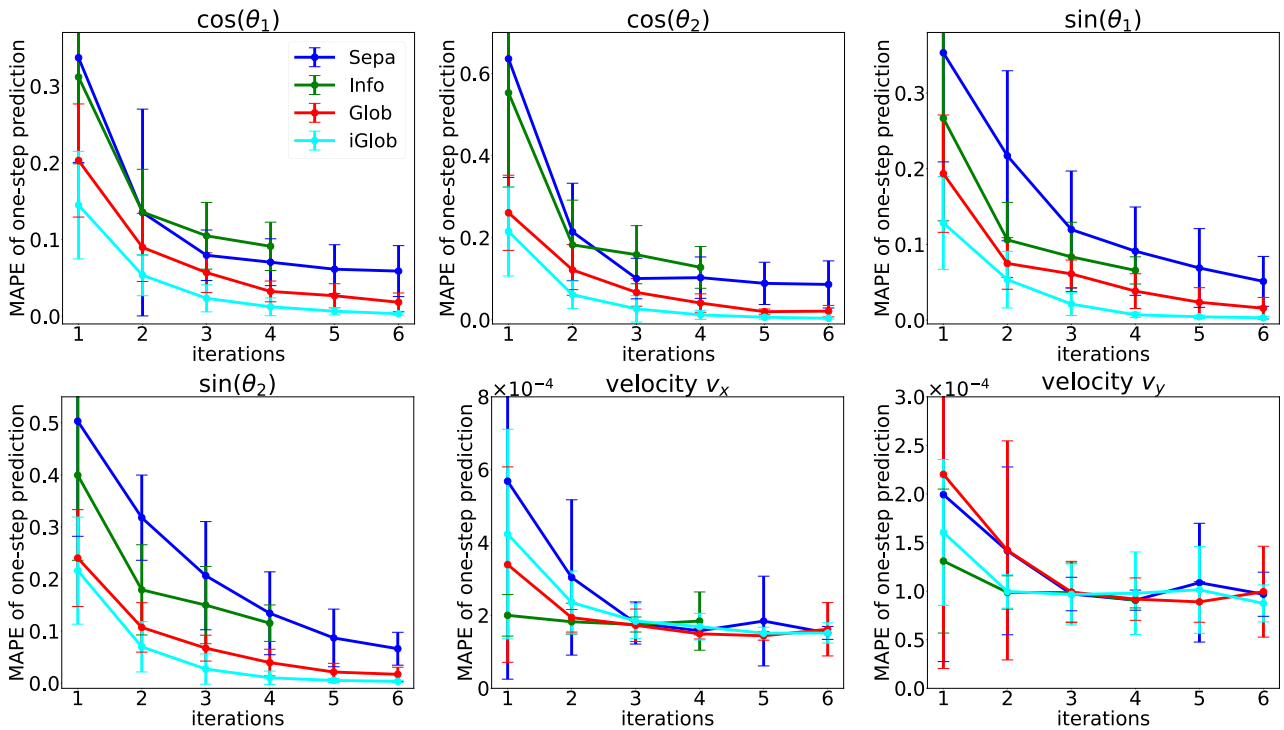 cos(θ₁)
MAPE of one-step prediction
0.3
0.2
0.1
0.0
1 2 3 4 5 6
iterations
Sepa
Info
Glob
iGlob
cos(θ₂)
MAPE of one-step prediction
0.6
0.4
0.2
0.0
1 2 3 4 5 6
iterations
sin(θ₁)
MAPE of one-step prediction
0.3
0.2
0.1
0.0
1 2 3 4 5 6
iterations
sin(θ₂)
MAPE of one-step prediction
0.5
0.4
0.3
0.2
0.1
0.0
1 2 3 4 5 6
iterations
velocity vₓ
×10⁻⁴
MAPE of one-step prediction
8
6
4
2
0
1 2 3 4 5 6
iterations
velocity v_y
×10⁻⁴
MAPE of one-step prediction
3.0
2.5
2.0
1.5
1.0
0.5
0.0
1 2 3 4 5 6
iterations